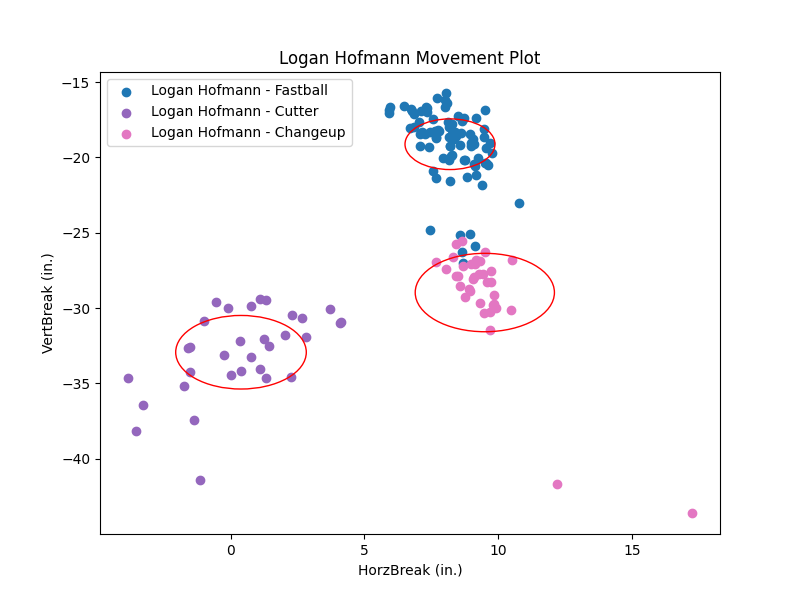 Logan Hofmann Movement Plot
Logan Hofmann - Fastball
Logan Hofmann - Cutter
Logan Hofmann - Changeup
VertBreak (in.)
−15
−20
−25
−30
−35
−40
0 5 10 15
HorzBreak (in.)